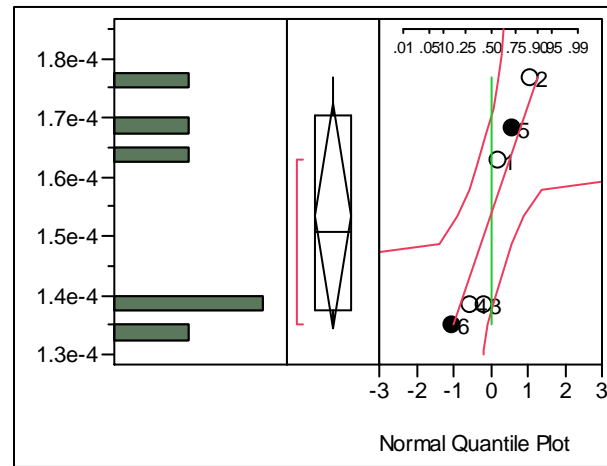 .01 .05.10 .25 .50 .75 .90.95 .99
1.8e-4
1.7e-4
1.6e-4
1.5e-4
1.4e-4
1.3e-4
2
5
1
4 3
6
-3 -2 -1 0 1 2 3
Normal Quantile Plot